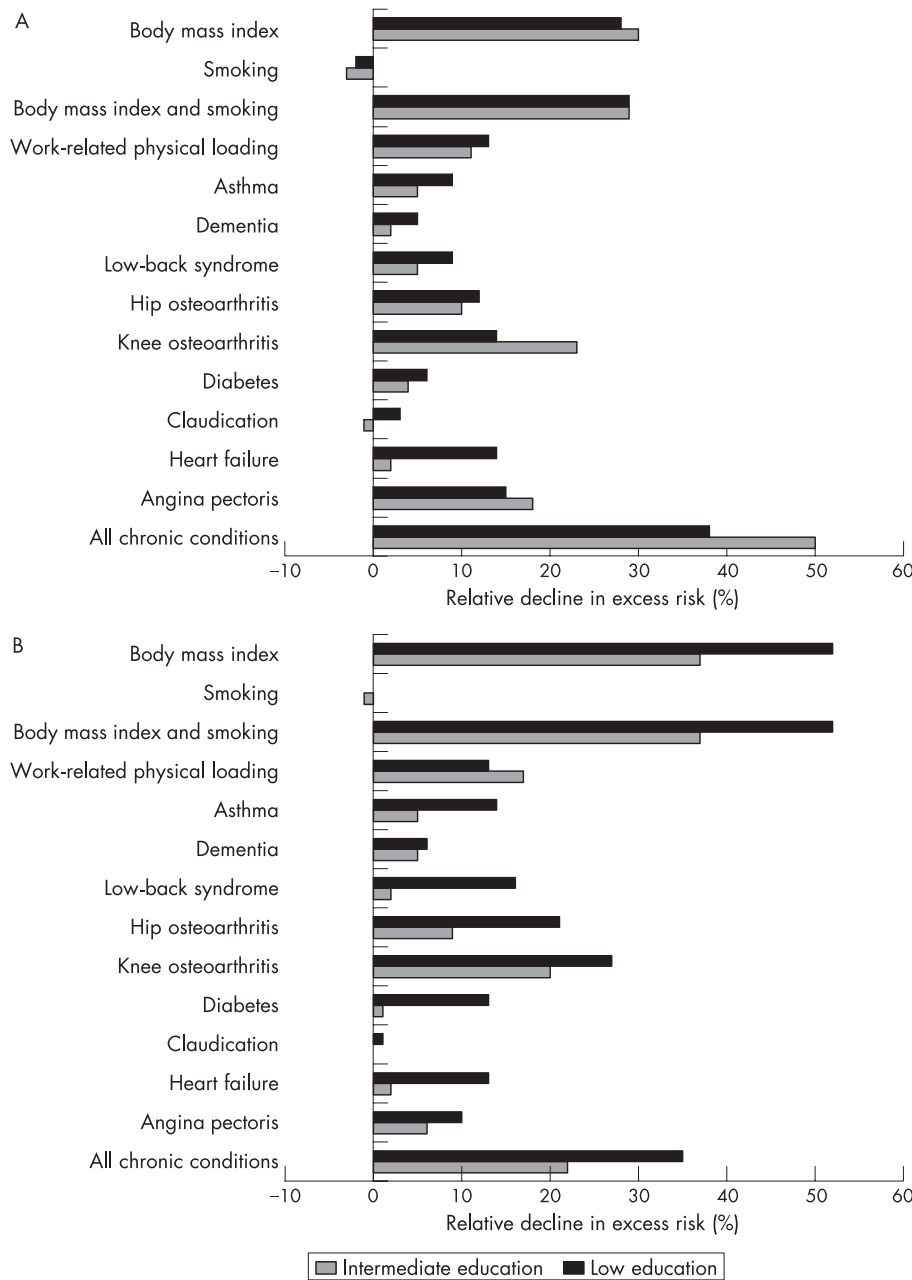 A
Body mass index
Smoking
Body mass index and smoking
Work-related physical loading
Asthma
Dementia
Low-back syndrome
Hip osteoarthritis
Knee osteoarthritis
Diabetes
Claudication
Heart failure
Angina pectoris
All chronic conditions
–10 0 10 20 30 40 50 60
Relative decline in excess risk (%)
B
Body mass index
Smoking
Body mass index and smoking
Work-related physical loading
Asthma
Dementia
Low-back syndrome
Hip osteoarthritis
Knee osteoarthritis
Diabetes
Claudication
Heart failure
Angina pectoris
All chronic conditions
–10 0 10 20 30 40 50 60
Relative decline in excess risk (%)
Intermediate education Low education